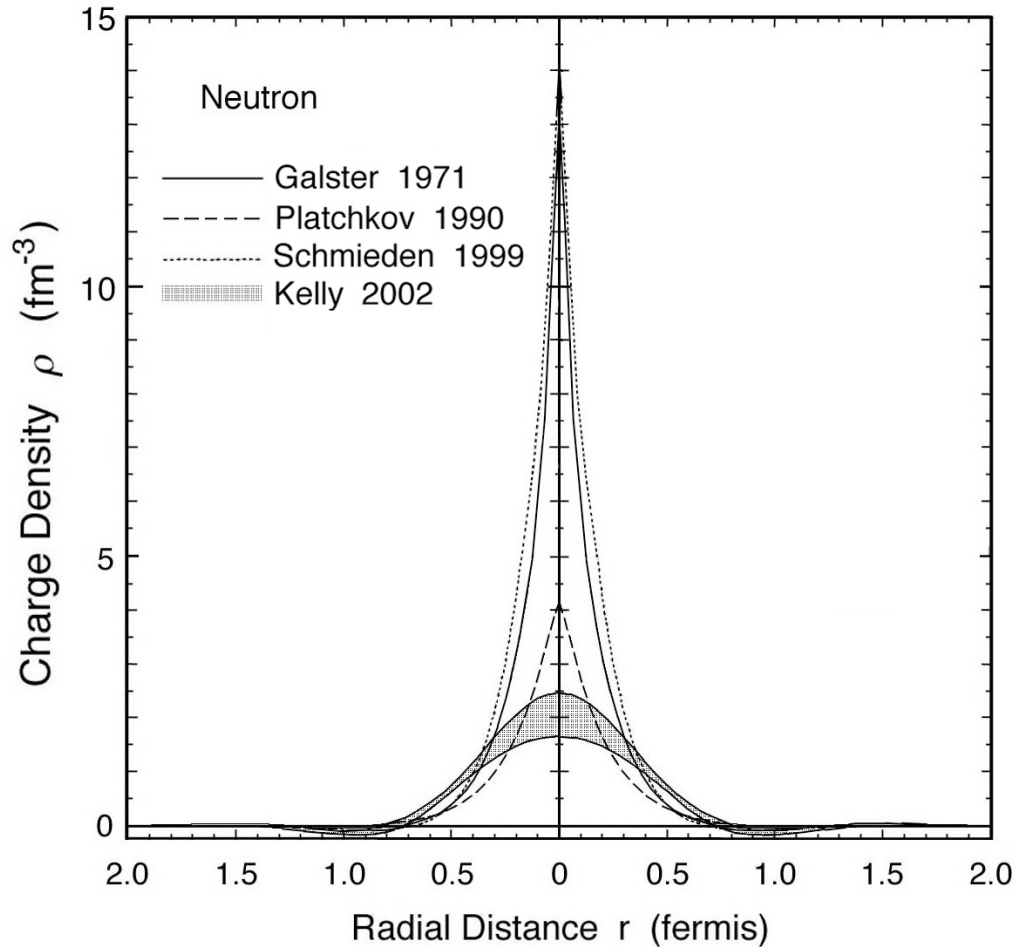 15
Neutron
Galster 1971
Platchkov 1990
Schmieden 1999
Kelly 2002
10
5
0
Charge Density ρ (fm-3)
2.0 1.5 1.0 0.5 0 0.5 1.0 1.5 2.0
Radial Distance r (fermis)